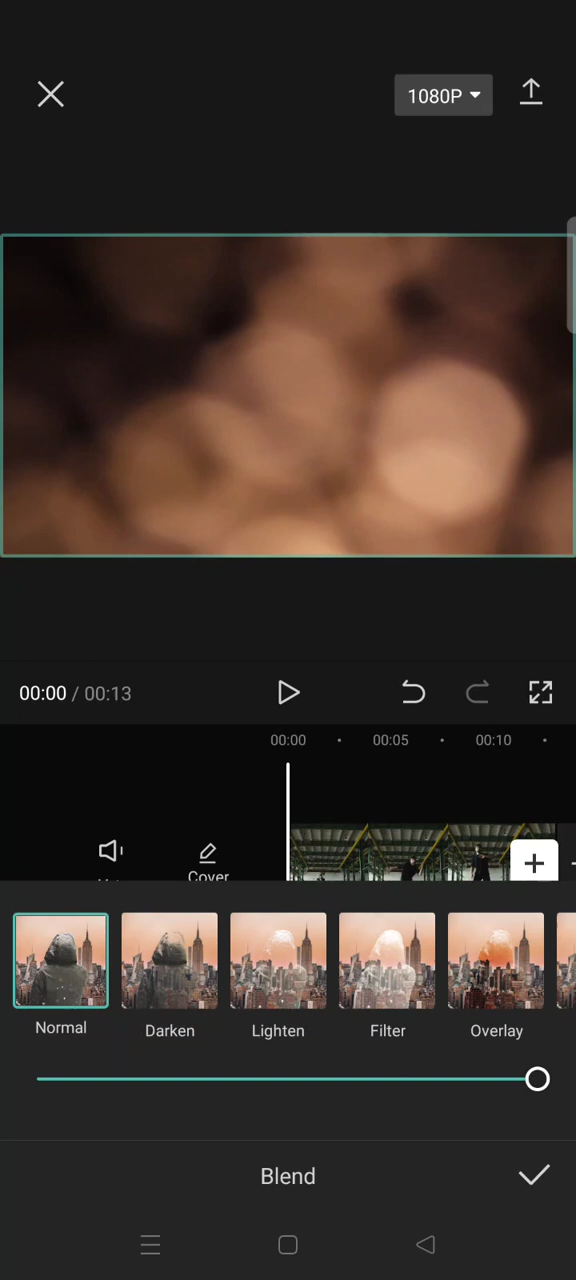 1080P
00:00 / 00:13
00:00 00:05 00:10
Cover
Normal Darken Lighten Filter Overlay
Blend